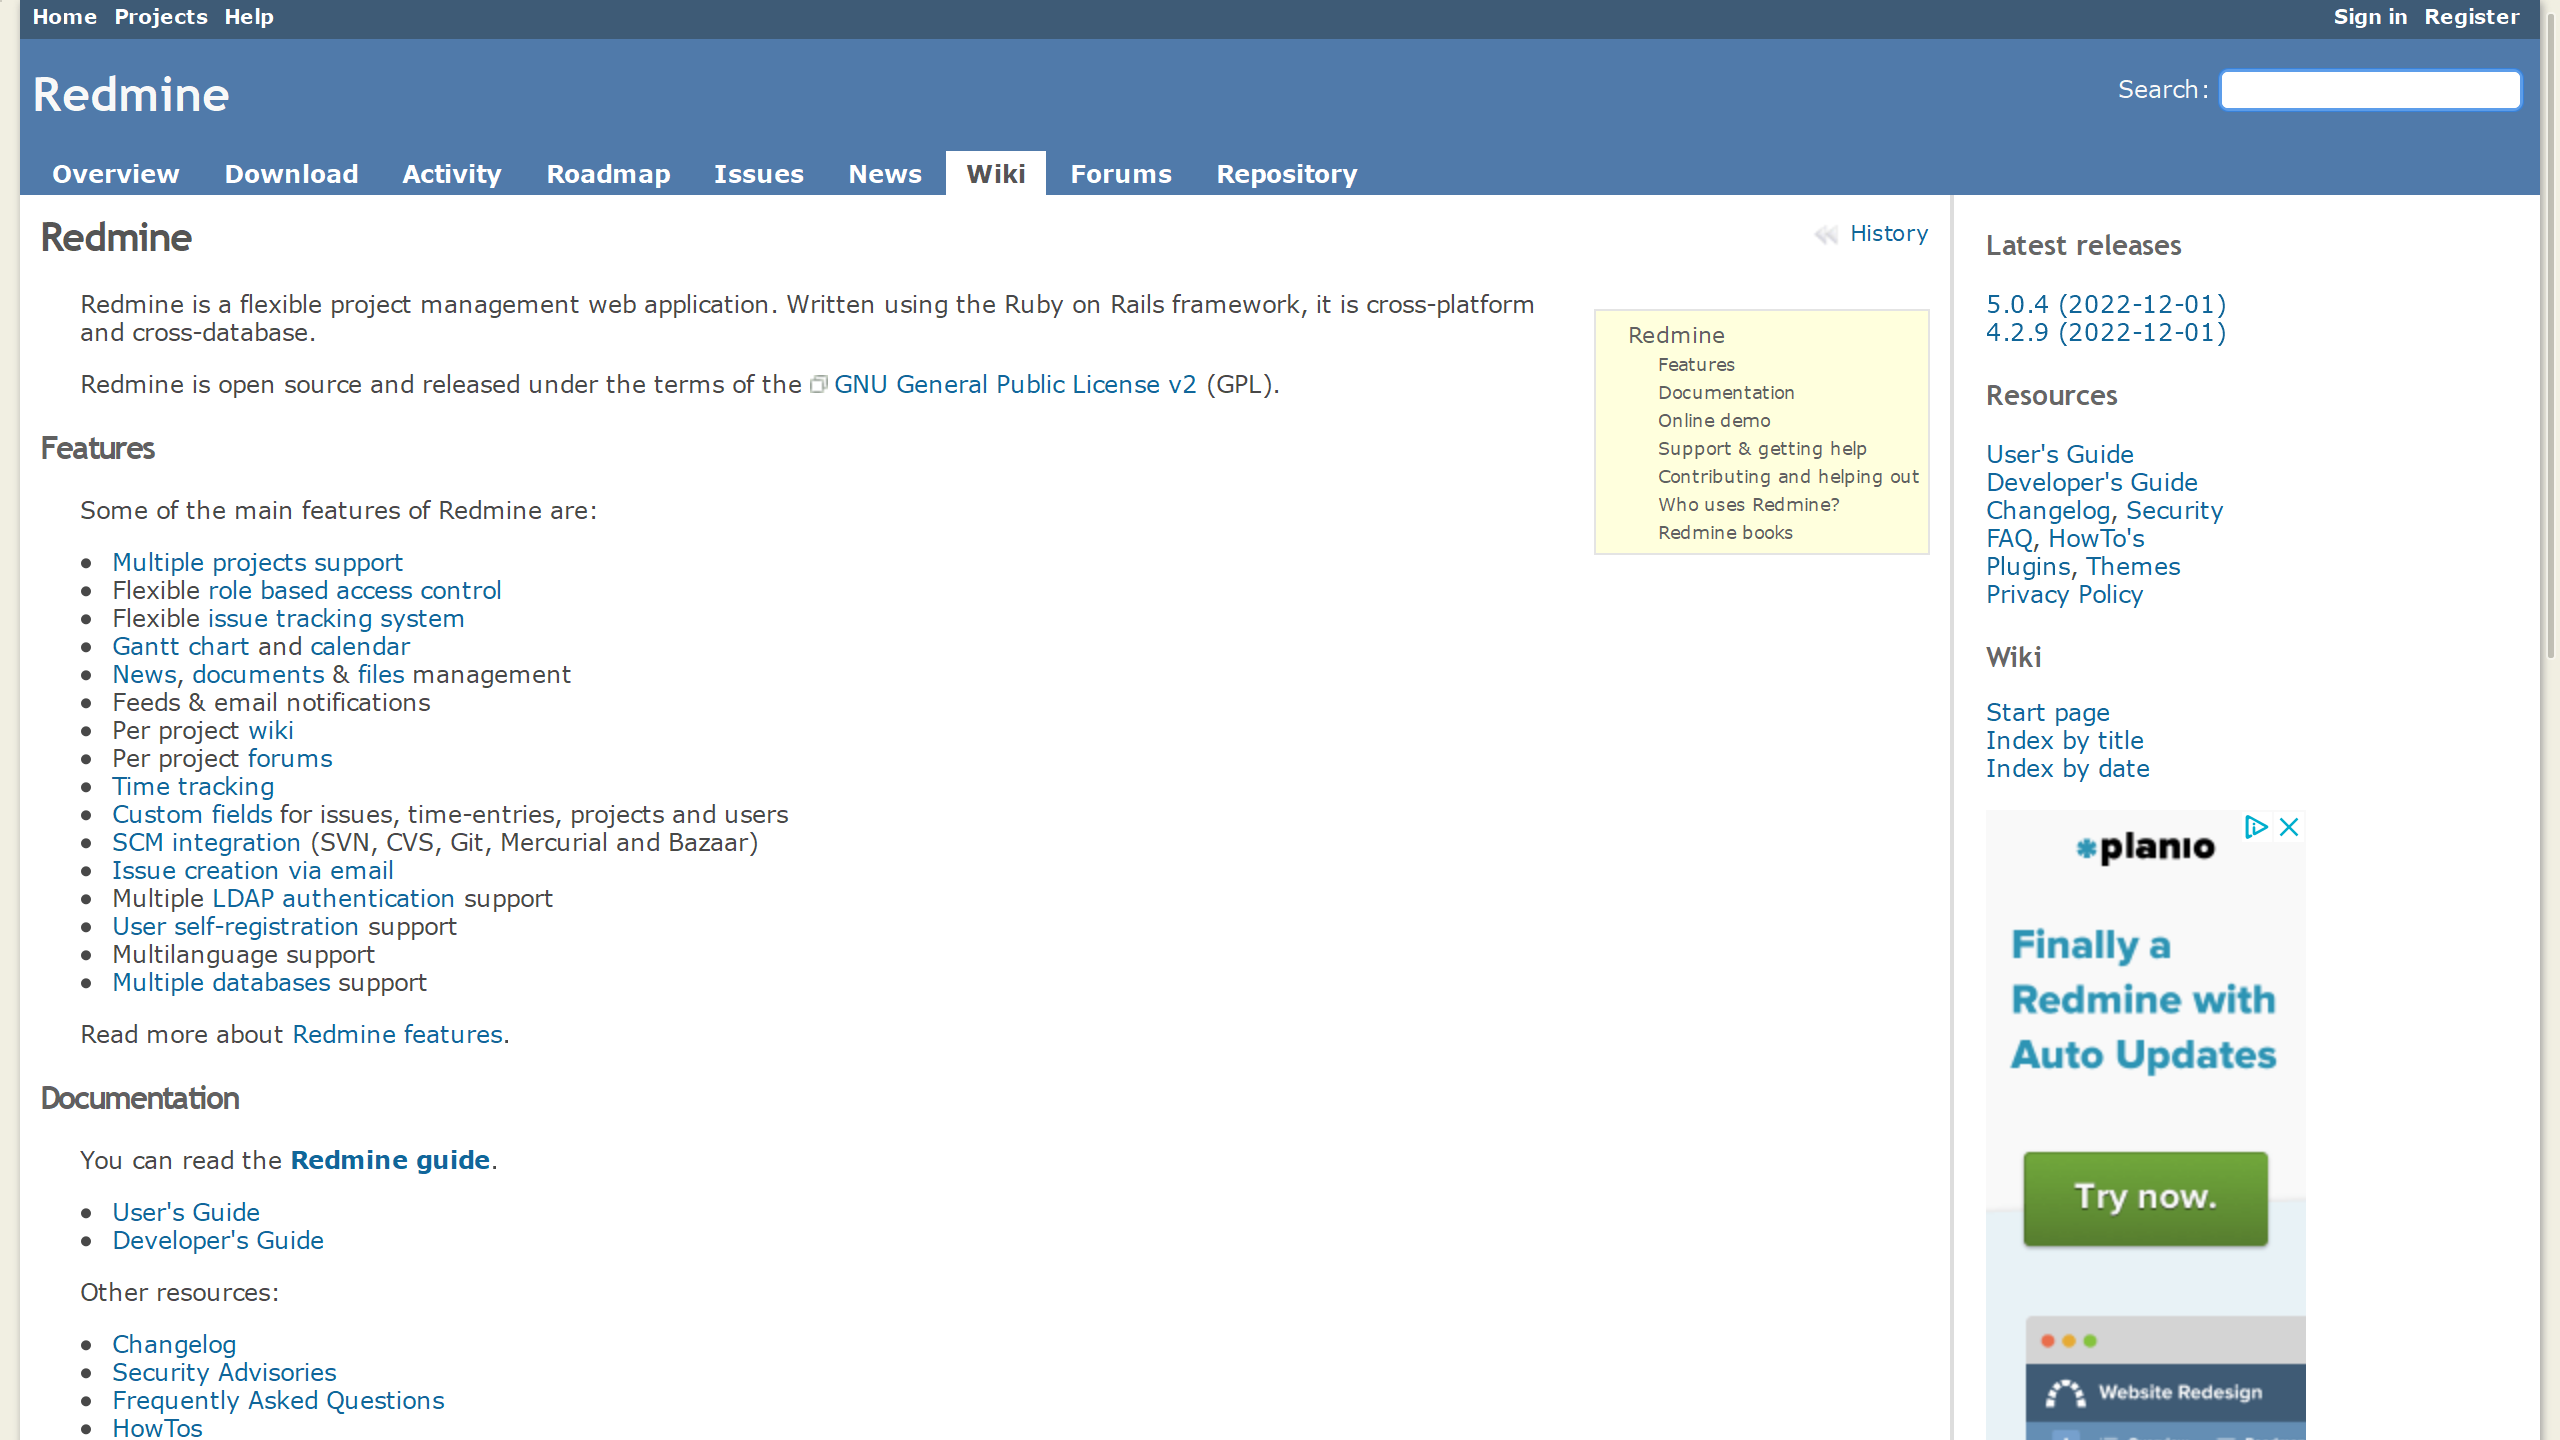 Home Projects Help
Sign in Register
Redmine
Search:
Overview Download Activity Roadmap Issues News Wiki Forums Repository
Redmine
History
Redmine is a flexible project management web application. Written using the Ruby on Rails framework, it is cross-platform
and cross-database.
Redmine is open source and released under the terms of the GNU General Public License v2 (GPL).
Redmine
Features
Documentation
Online demo
Support & getting help
Contributing and helping out
Who uses Redmine?
Redmine books
Features
Some of the main features of Redmine are:
• Multiple projects support
• Flexible role based access control
• Flexible issue tracking system
• Gantt chart and calendar
• News, documents & files management
• Feeds & email notifications
• Per project wiki
• Per project forums
• Time tracking
• Custom fields for issues, time-entries, projects and users
• SCM integration (SVN, CVS, Git, Mercurial and Bazaar)
• Issue creation via email
• Multiple LDAP authentication support
• User self-registration support
• Multilanguage support
• Multiple databases support
Read more about Redmine features.
Documentation
You can read the Redmine guide.
• User's Guide
• Developer's Guide
Other resources:
• Changelog
• Security Advisories
• Frequently Asked Questions
• HowTos
Latest releases
5.0.4 (2022-12-01)
4.2.9 (2022-12-01)
Resources
User's Guide
Developer's Guide
Changelog, Security
FAQ, HowTo's
Plugins, Themes
Privacy Policy
Wiki
Start page
Index by title
Index by date
planio
Finally a
Redmine with
Auto Updates
Try now.
Website Redesign